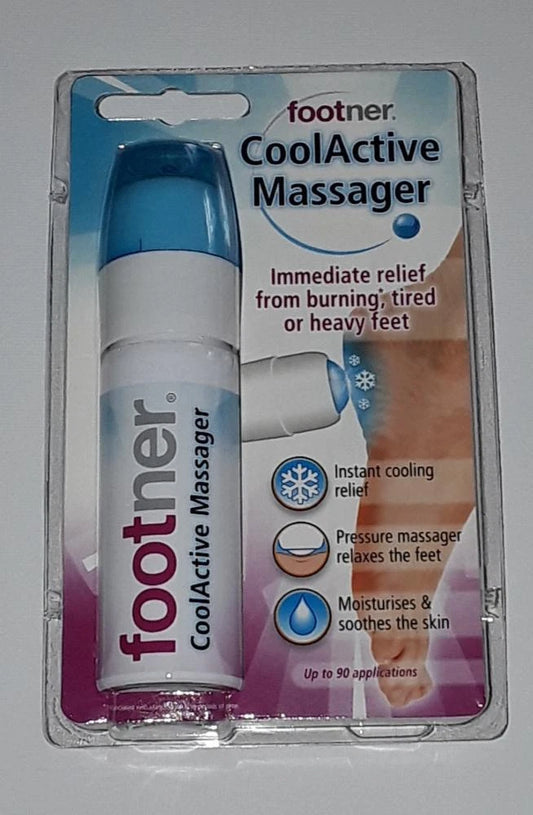 footner.
CoolActive
Massager
Immediate relief
from burning*, tired
or heavy feet
Instant cooling
relief
Pressure massager
relaxes the feet
Moisturises &
soothes the skin
Up to 90 applications
footner®
CoolActive Massager